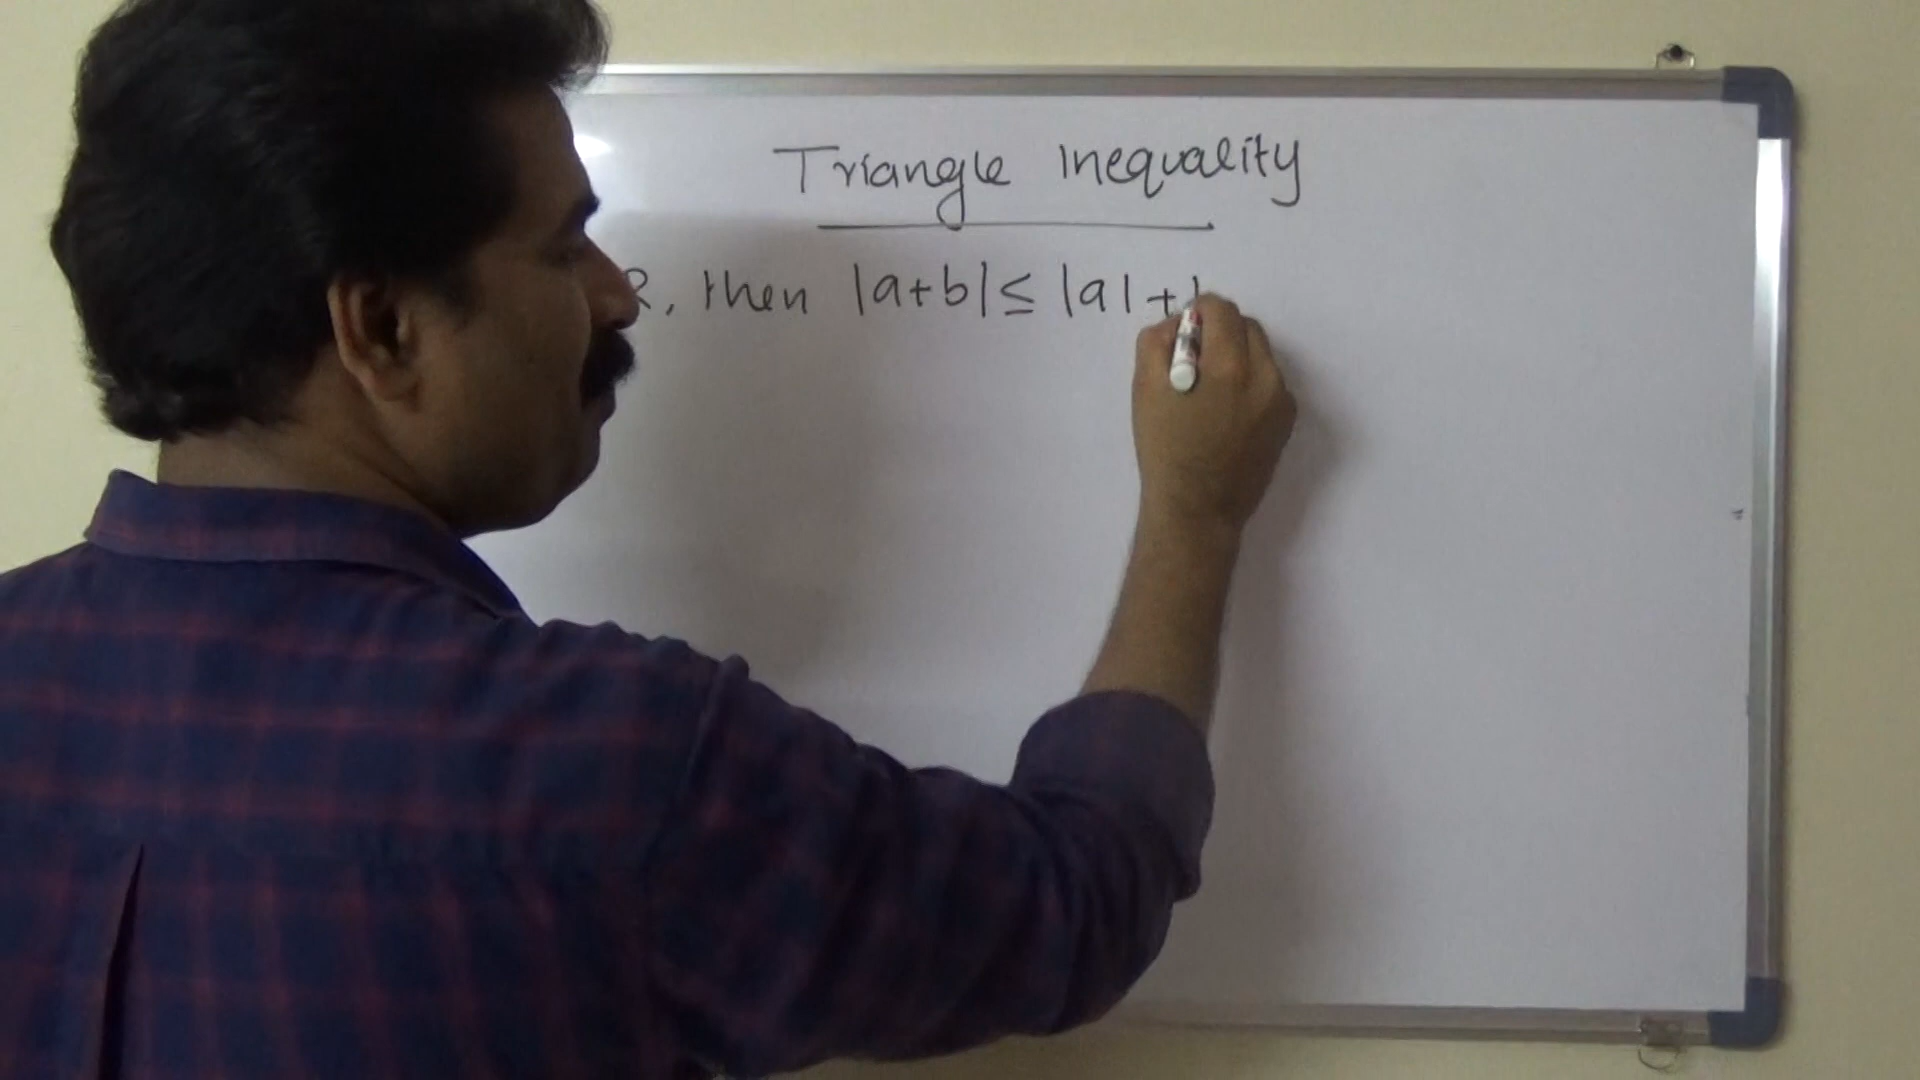 Triangle inequality
R, then |a+b| ≤ |a| + |